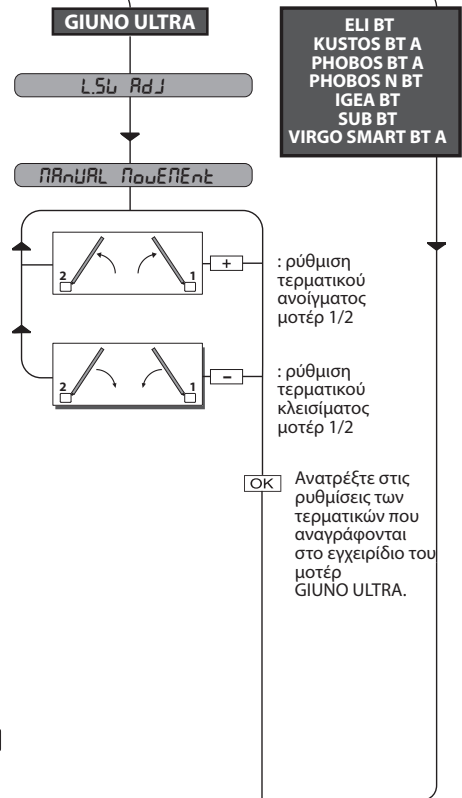 GIUNO ULTRA
L.SW AdJ
MAnUAL MovEMEnt
2
1
+
: ρύθμιση
τερματικού
ανοίγματος
μοτέρ 1/2
2
1
–
: ρύθμιση
τερματικού
κλεισίματος
μοτέρ 1/2
OK
Ανατρέξτε στις
ρυθμίσεις των
τερματικών που
αναγράφονται
στο εγχειρίδιο του
μοτέρ
GIUNO ULTRA.
ELI BT
KUSTOS BT A
PHOBOS BT A
PHOBOS N BT
IGEA BT
SUB BT
VIRGO SMART BT A